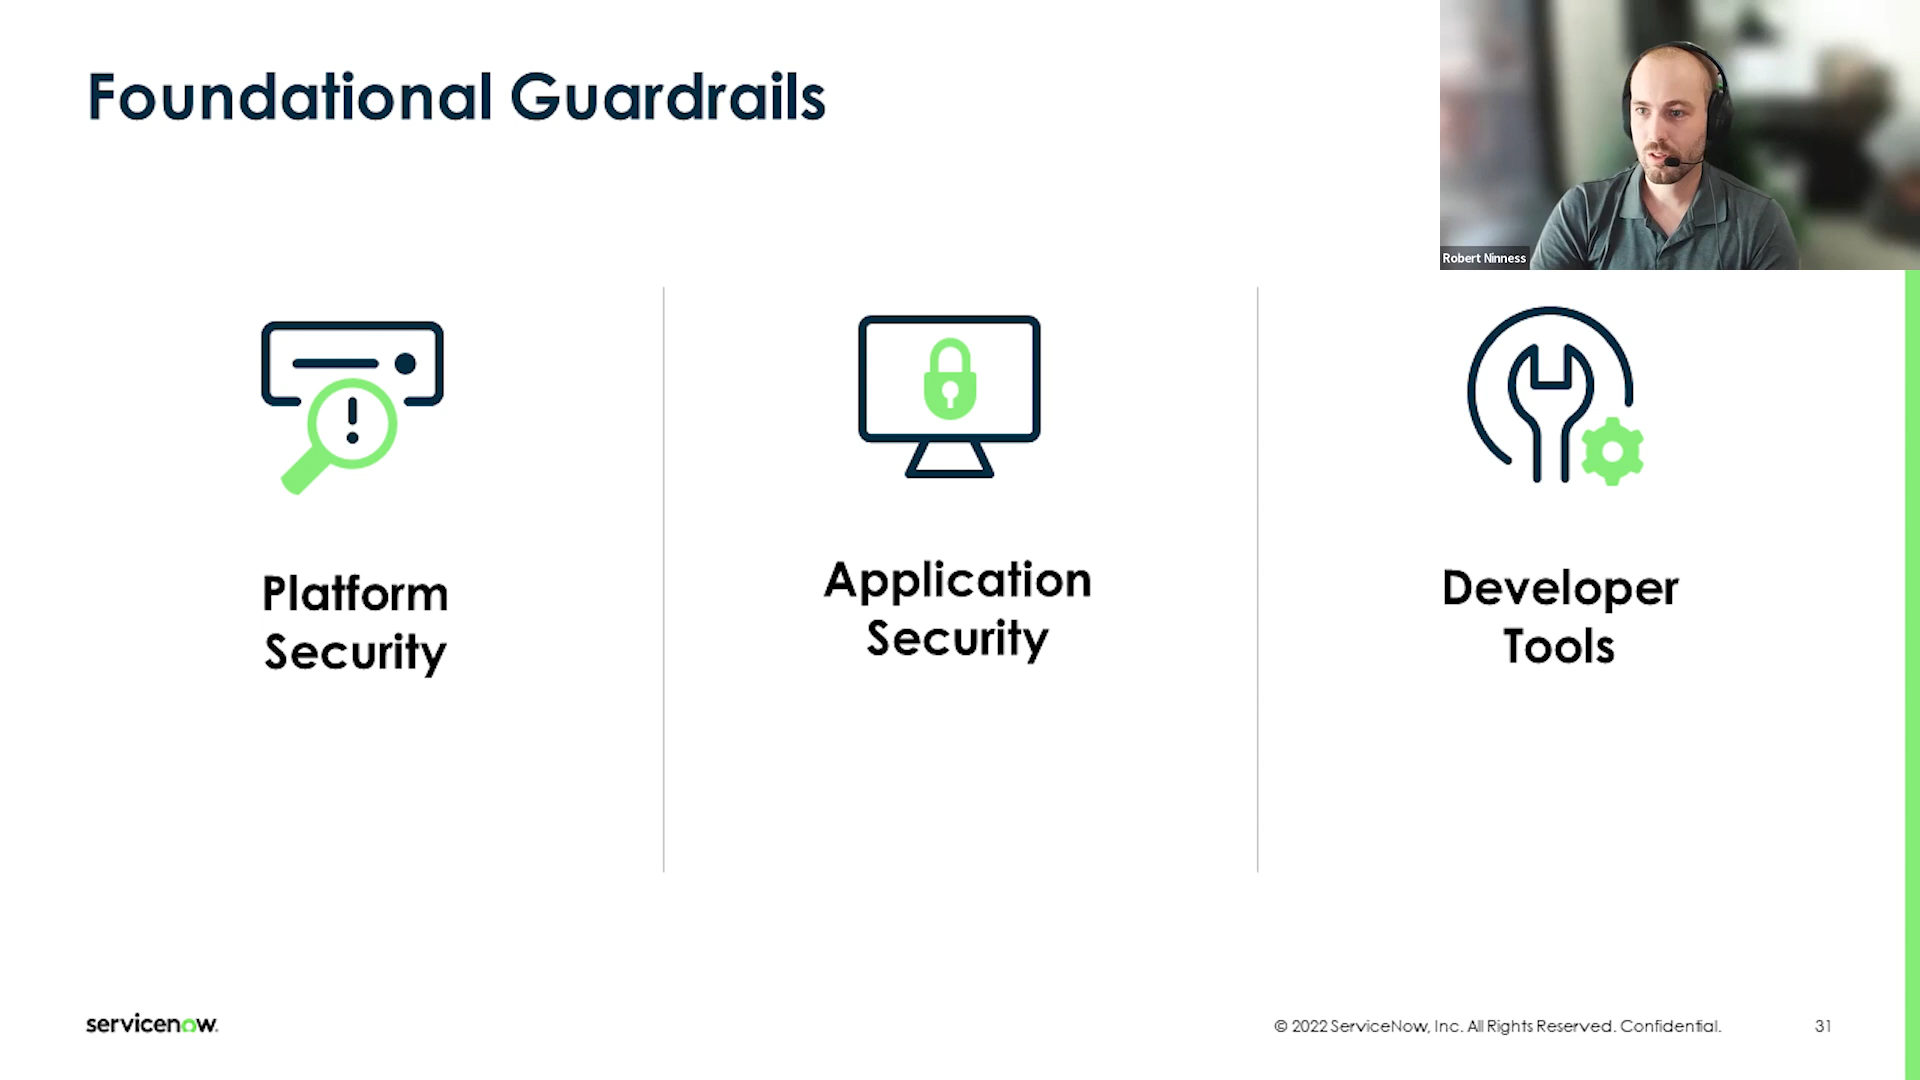 Foundational Guardrails
Robert Ninness
Platform
Security
Application
Security
Developer
Tools
servicenow.
© 2022 ServiceNow, Inc. All Rights Reserved. Confidential.
31